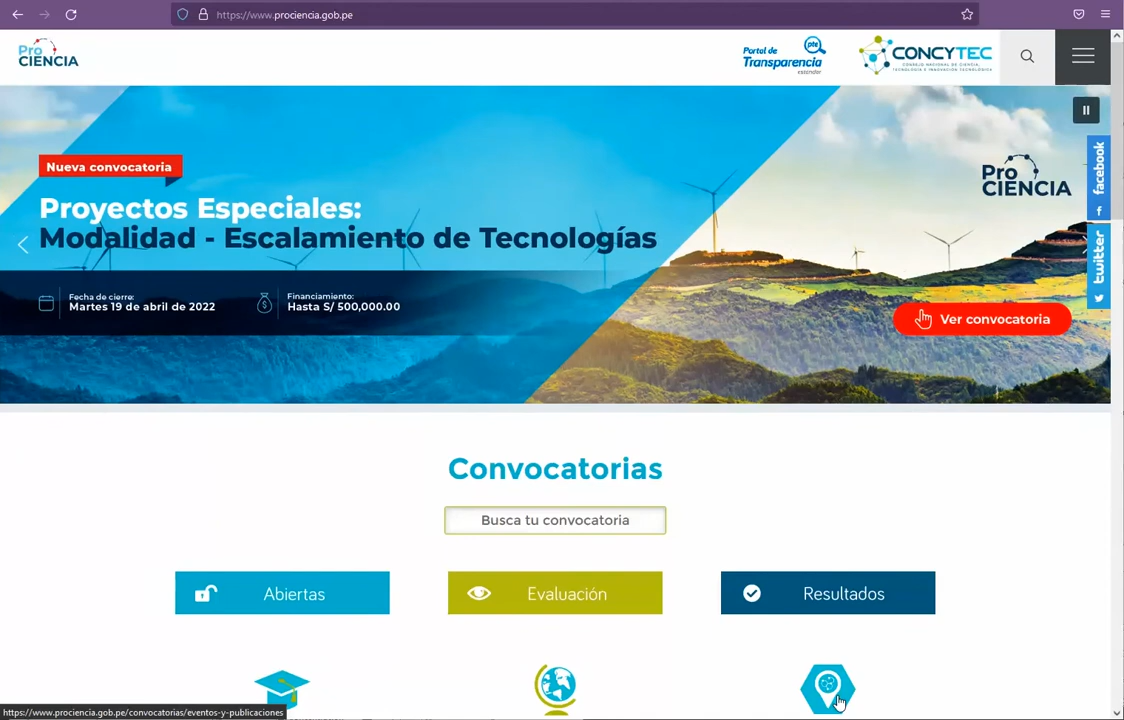 https://www.prociencia.gob.pe
Pro
CIENCIA
Portal de
Transparencia
estándar
pte
CONCYTEC
CONSEJO NACIONAL DE CIENCIA,
TECNOLOGÍA E INNOVACIÓN TECNOLÓGICA
Nueva convocatoria
Proyectos Especiales:
Modalidad - Escalamiento de Tecnologías
Fecha de cierre:
Martes 19 de abril de 2022
Financiamiento:
Hasta S/ 500,000.00
Pro
CIENCIA
Ver convocatoria
facebook
twitter
Convocatorias
Busca tu convocatoria
Abiertas
Evaluación
Resultados
https://www.prociencia.gob.pe/convocatorias/eventos-y-publicaciones